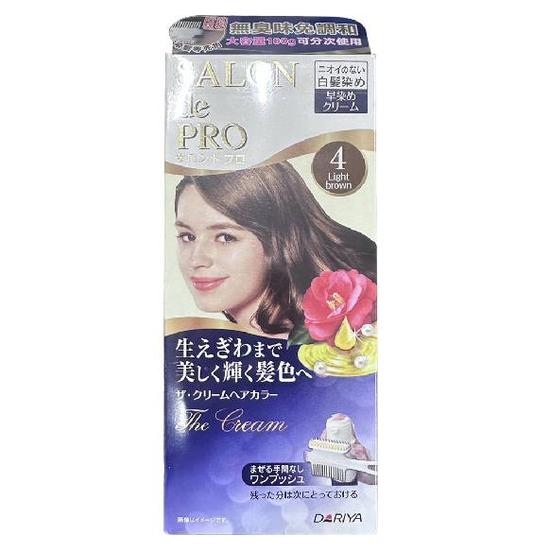 無臭味免調和
大容量100g可分次使用
SALON
de
PRO
サロン ド プロ
ニオイのない
白髪染め
早染め
クリーム
4
Light
brown
生えぎわまで
美しく輝く髪色へ
ザ・クリームヘアカラー
The Cream
まぜる手間なし
ワンプッシュ
残った分は次にとっておける
画像はイメージです。
DARIYA